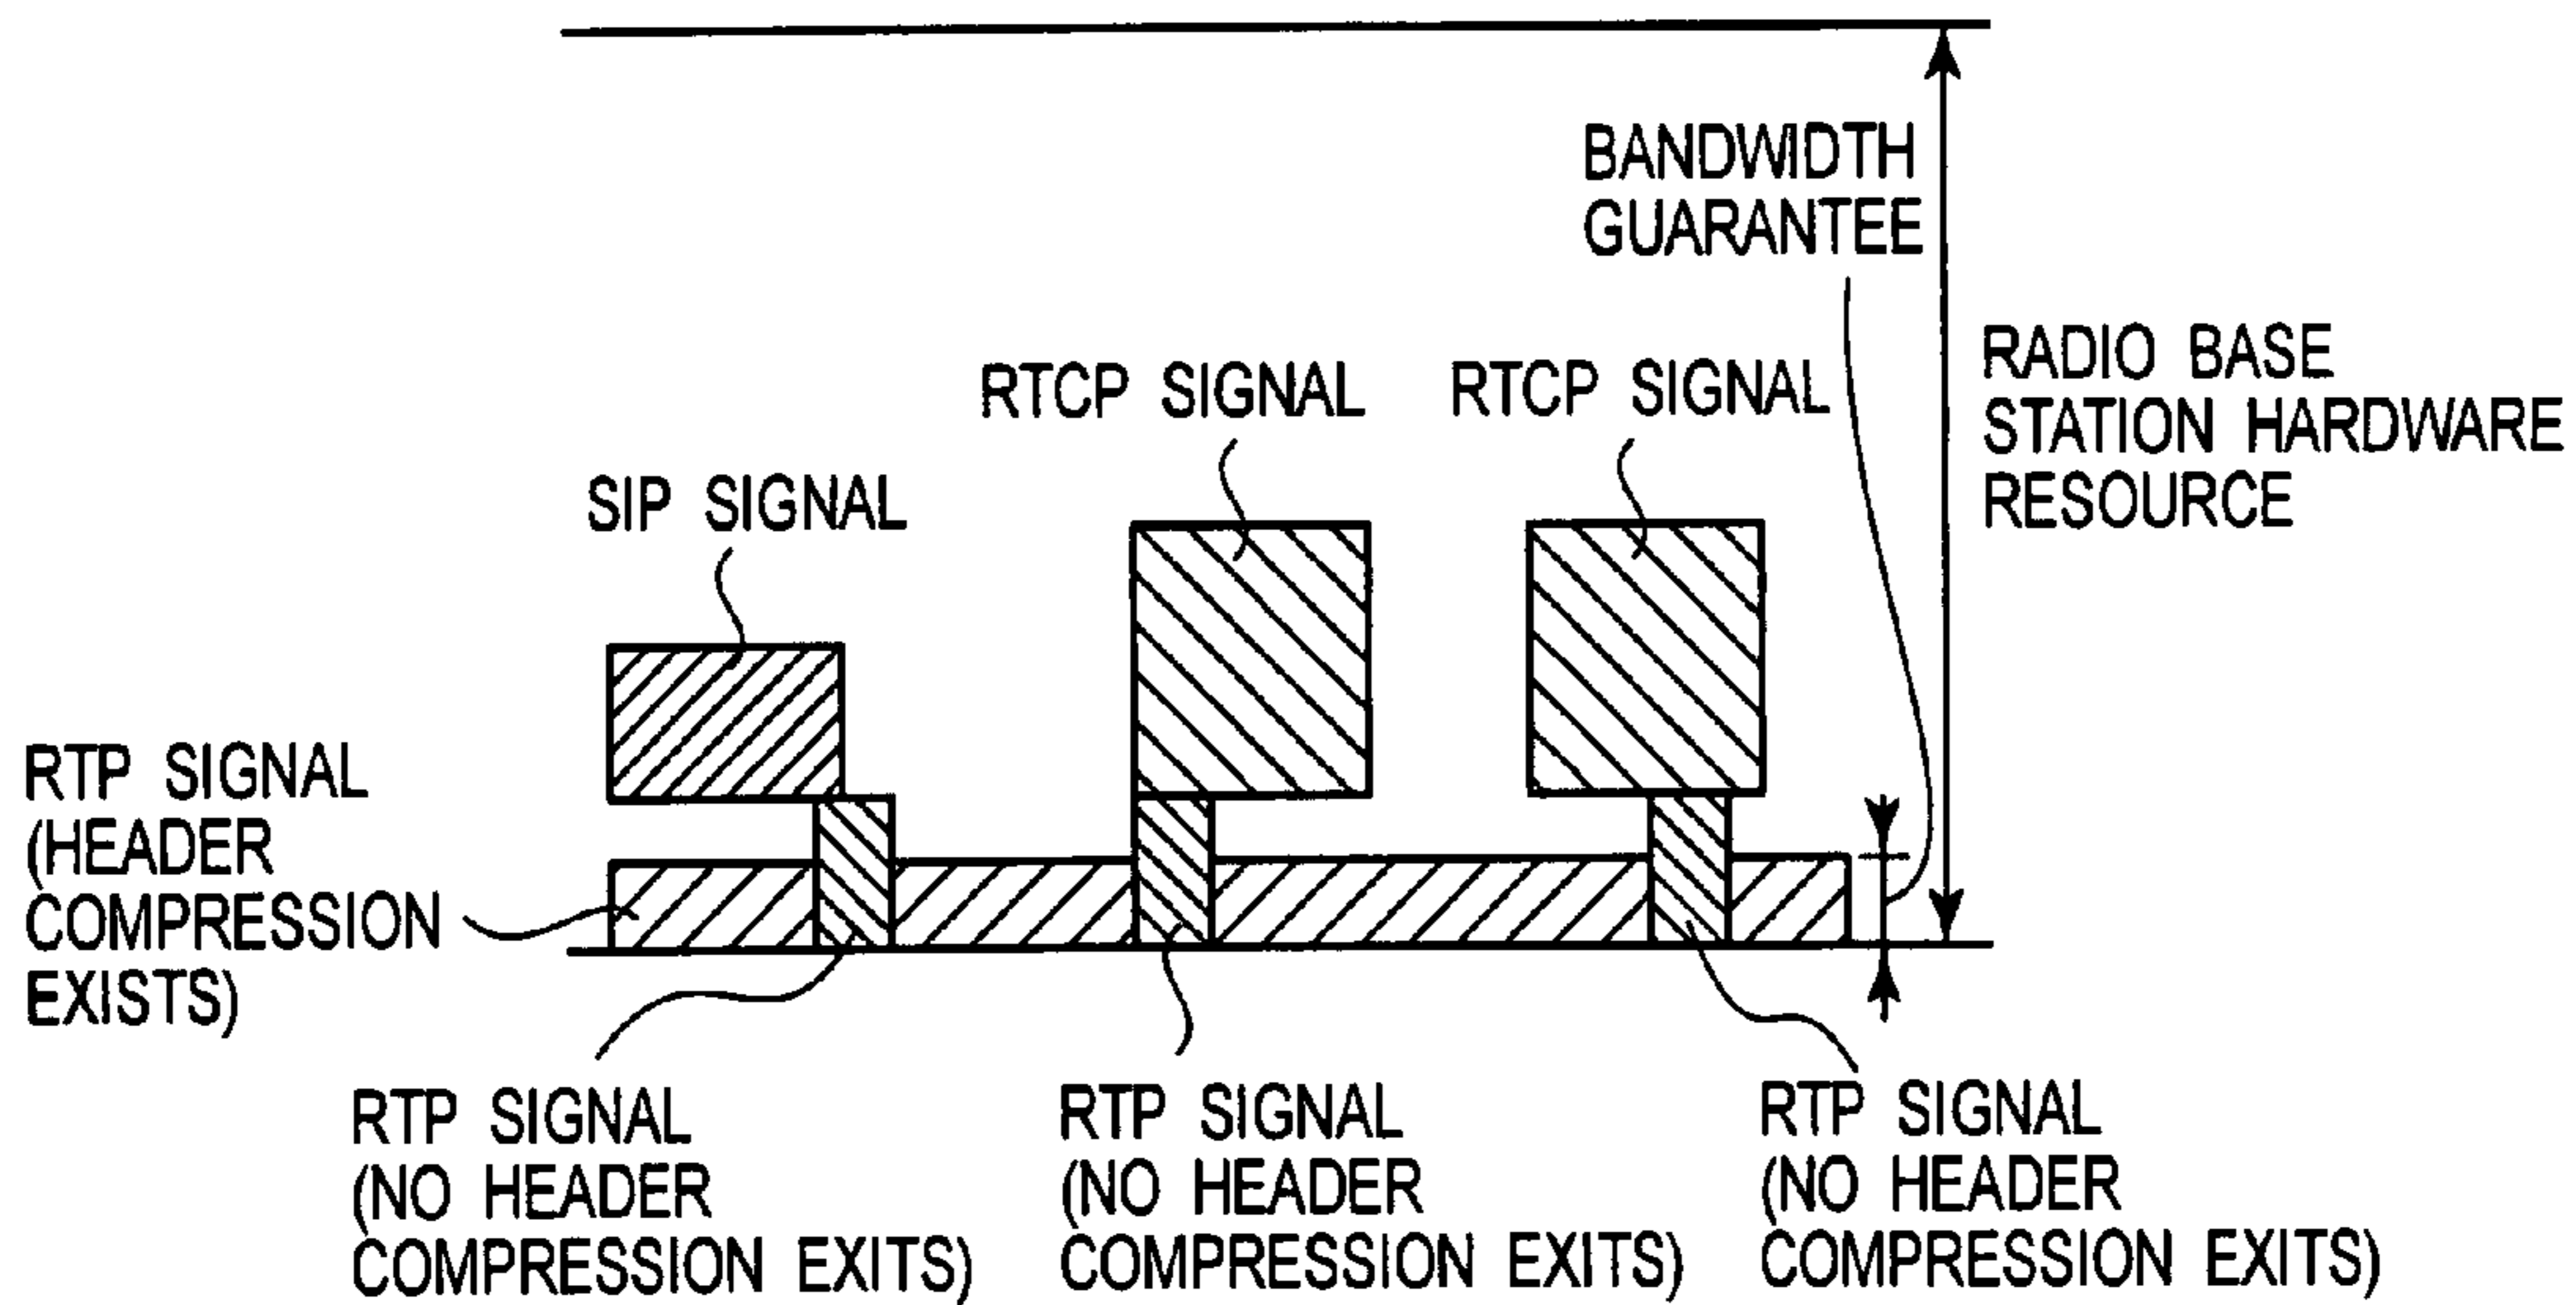 BANDWIDTH
GUARANTEE
RADIO BASE
STATION HARDWARE
RESOURCE
RTCP SIGNAL
RTCP SIGNAL
SIP SIGNAL
RTP SIGNAL
(HEADER
COMPRESSION
EXISTS)
RTP SIGNAL
(NO HEADER
COMPRESSION EXITS)
RTP SIGNAL
(NO HEADER
COMPRESSION EXITS)
RTP SIGNAL
(NO HEADER
COMPRESSION EXITS)